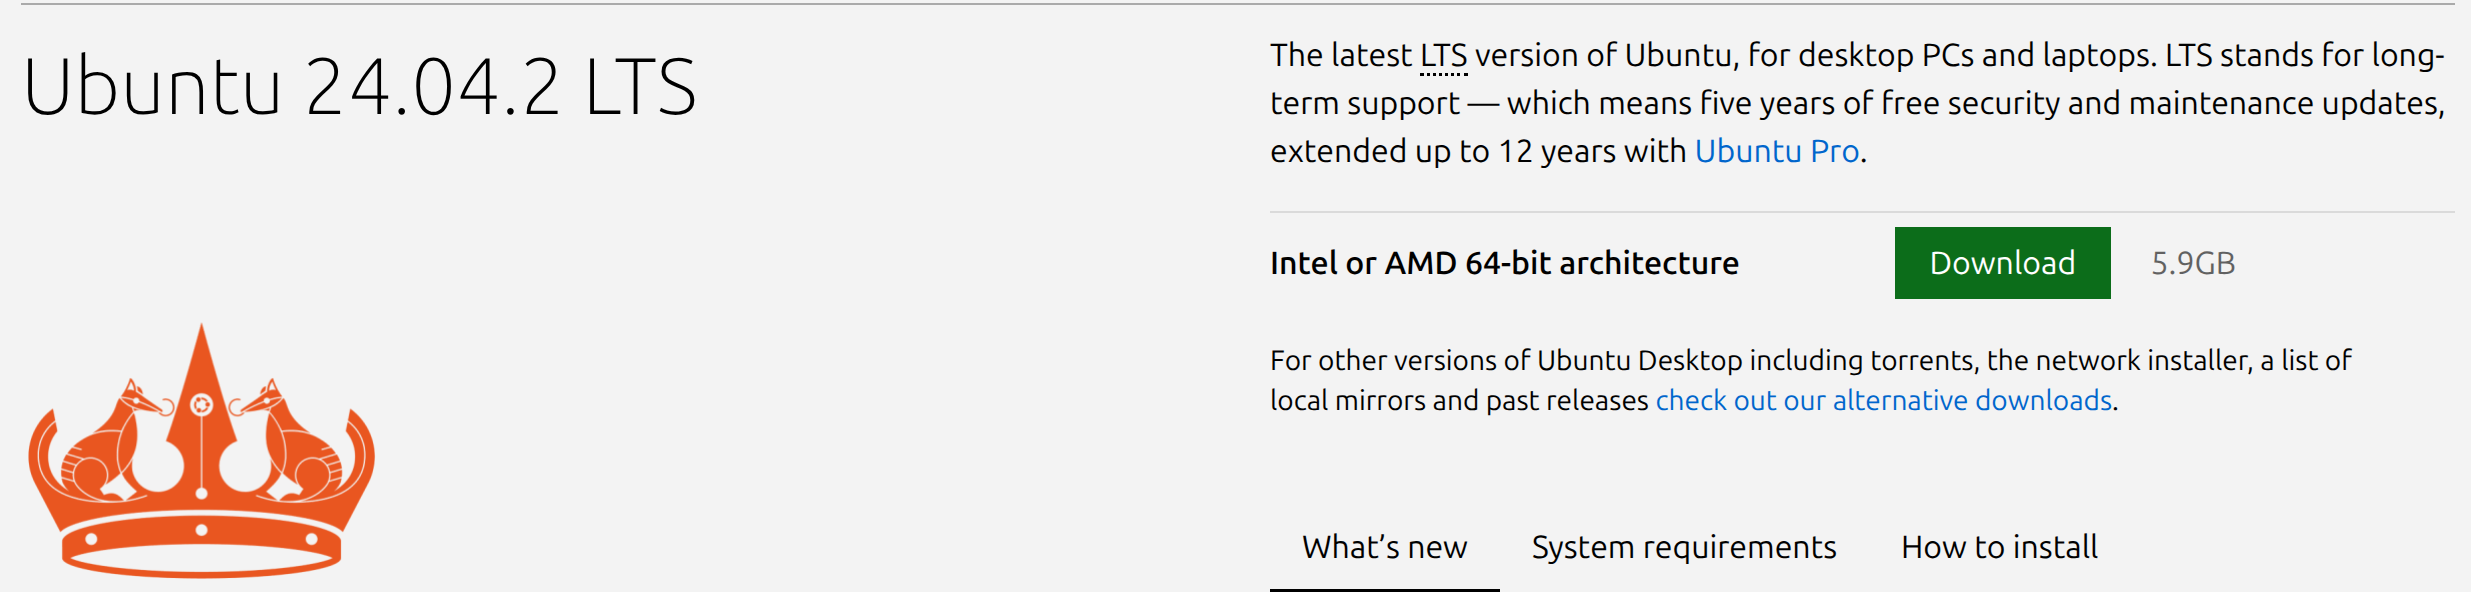 Ubuntu 24.04.2 LTS
The latest LTS version of Ubuntu, for desktop PCs and laptops. LTS stands for long-
term support — which means five years of free security and maintenance updates,
extended up to 12 years with Ubuntu Pro.
Intel or AMD 64-bit architecture
Download
5.9GB
For other versions of Ubuntu Desktop including torrents, the network installer, a list of
local mirrors and past releases check out our alternative downloads.
What’s new
System requirements
How to install